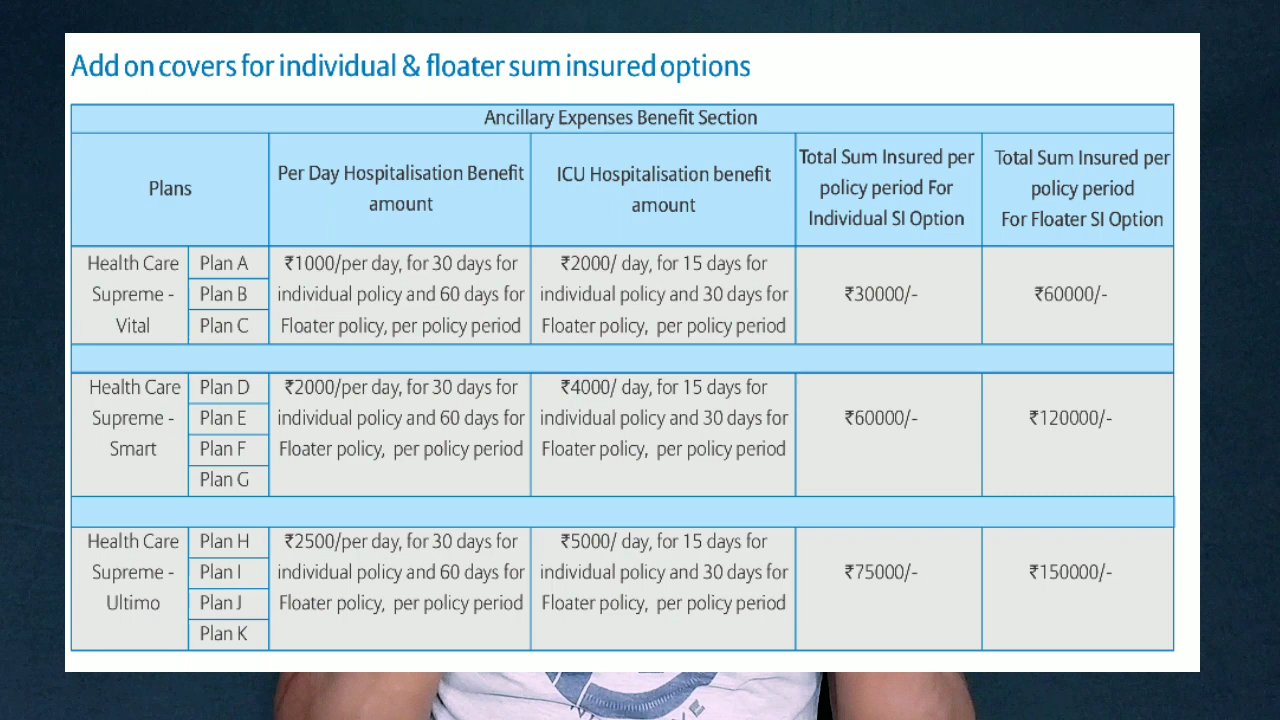 Add on covers for individual & floater sum insured options
Ancillary Expenses Benefit Section
Plans
Per Day Hospitalisation Benefit
amount
ICU Hospitalisation benefit
amount
Total Sum Insured per
policy period For
Individual SI Option
Total Sum Insured per
policy period
For Floater SI Option
Health Care
Supreme -
Vital
Plan A
Plan B
Plan C
₹1000/per day, for 30 days for
individual policy and 60 days for
Floater policy, per policy period
₹2000/ day, for 15 days for
individual policy and 30 days for
Floater policy, per policy period
₹30000/-
₹60000/-
Health Care
Supreme -
Smart
Plan D
Plan E
Plan F
Plan G
₹2000/per day, for 30 days for
individual policy and 60 days for
Floater policy, per policy period
₹4000/ day, for 15 days for
individual policy and 30 days for
Floater policy, per policy period
₹60000/-
₹120000/-
Health Care
Supreme -
Ultimo
Plan H
Plan I
Plan J
Plan K
₹2500/per day, for 30 days for
individual policy and 60 days for
Floater policy, per policy period
₹5000/ day, for 15 days for
individual policy and 30 days for
Floater policy, per policy period
₹75000/-
₹150000/-